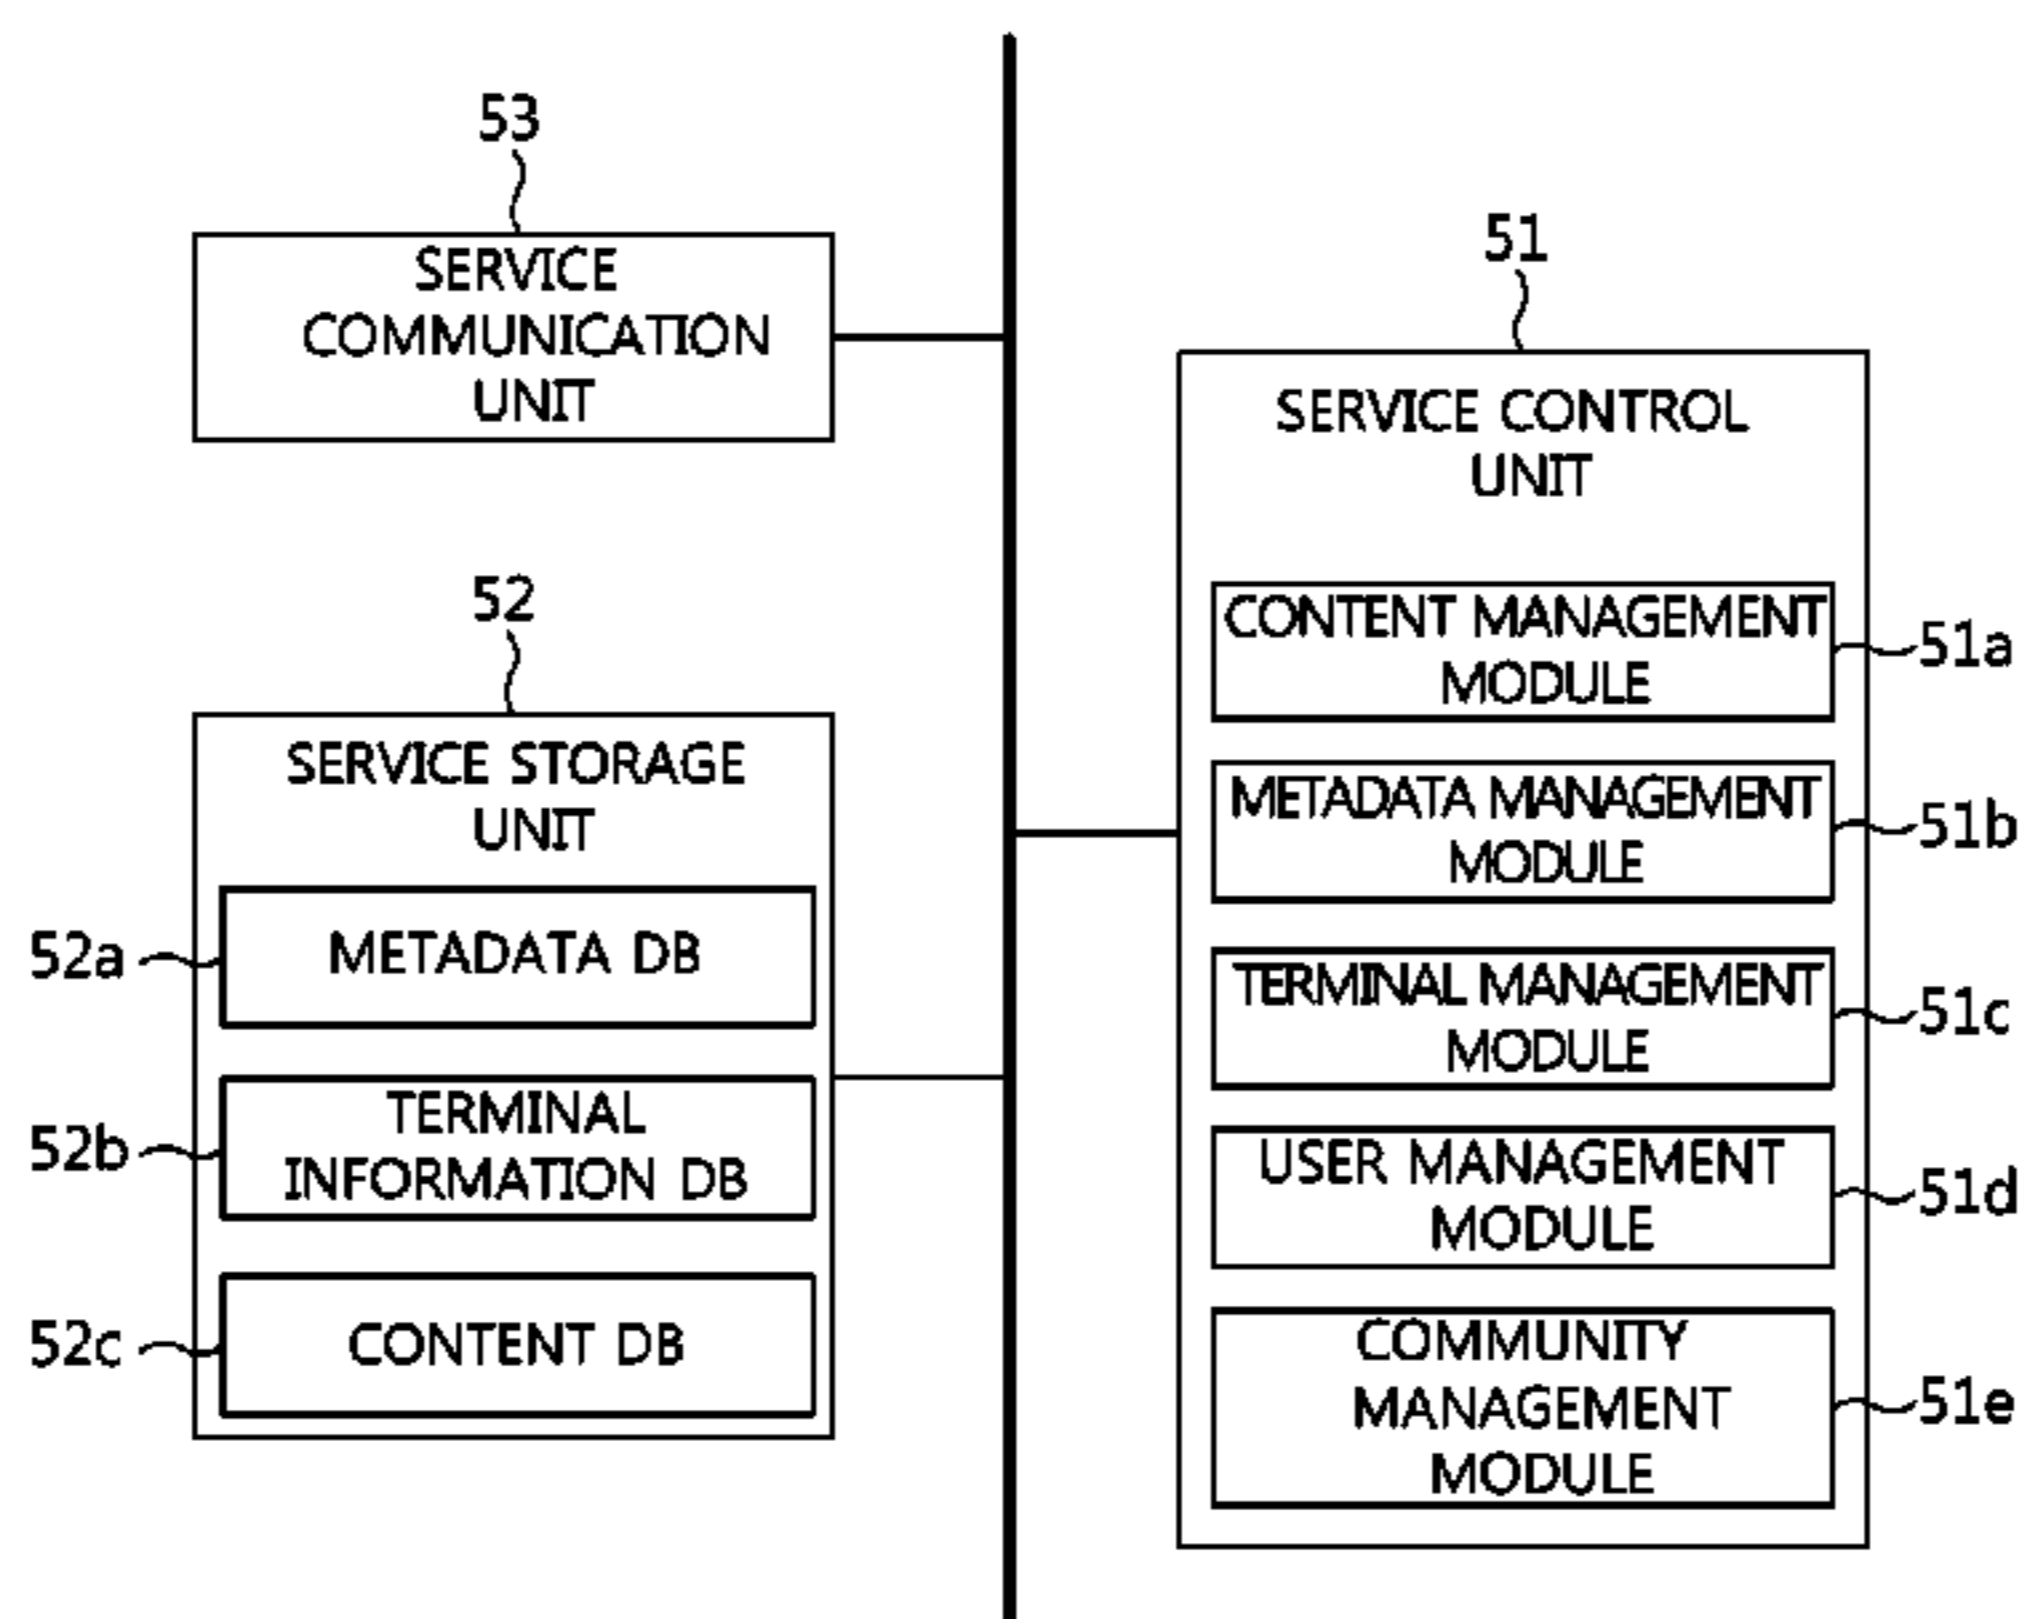 53
SERVICE
COMMUNICATION
UNIT
52
SERVICE STORAGE
UNIT
52a
METADATA DB
52b
TERMINAL
INFORMATION DB
52c
CONTENT DB
51
SERVICE CONTROL
UNIT
CONTENT MANAGEMENT
MODULE
51a
METADATA MANAGEMENT
MODULE
51b
TERMINAL MANAGEMENT
MODULE
51c
USER MANAGEMENT
MODULE
51d
COMMUNITY
MANAGEMENT
MODULE
51e